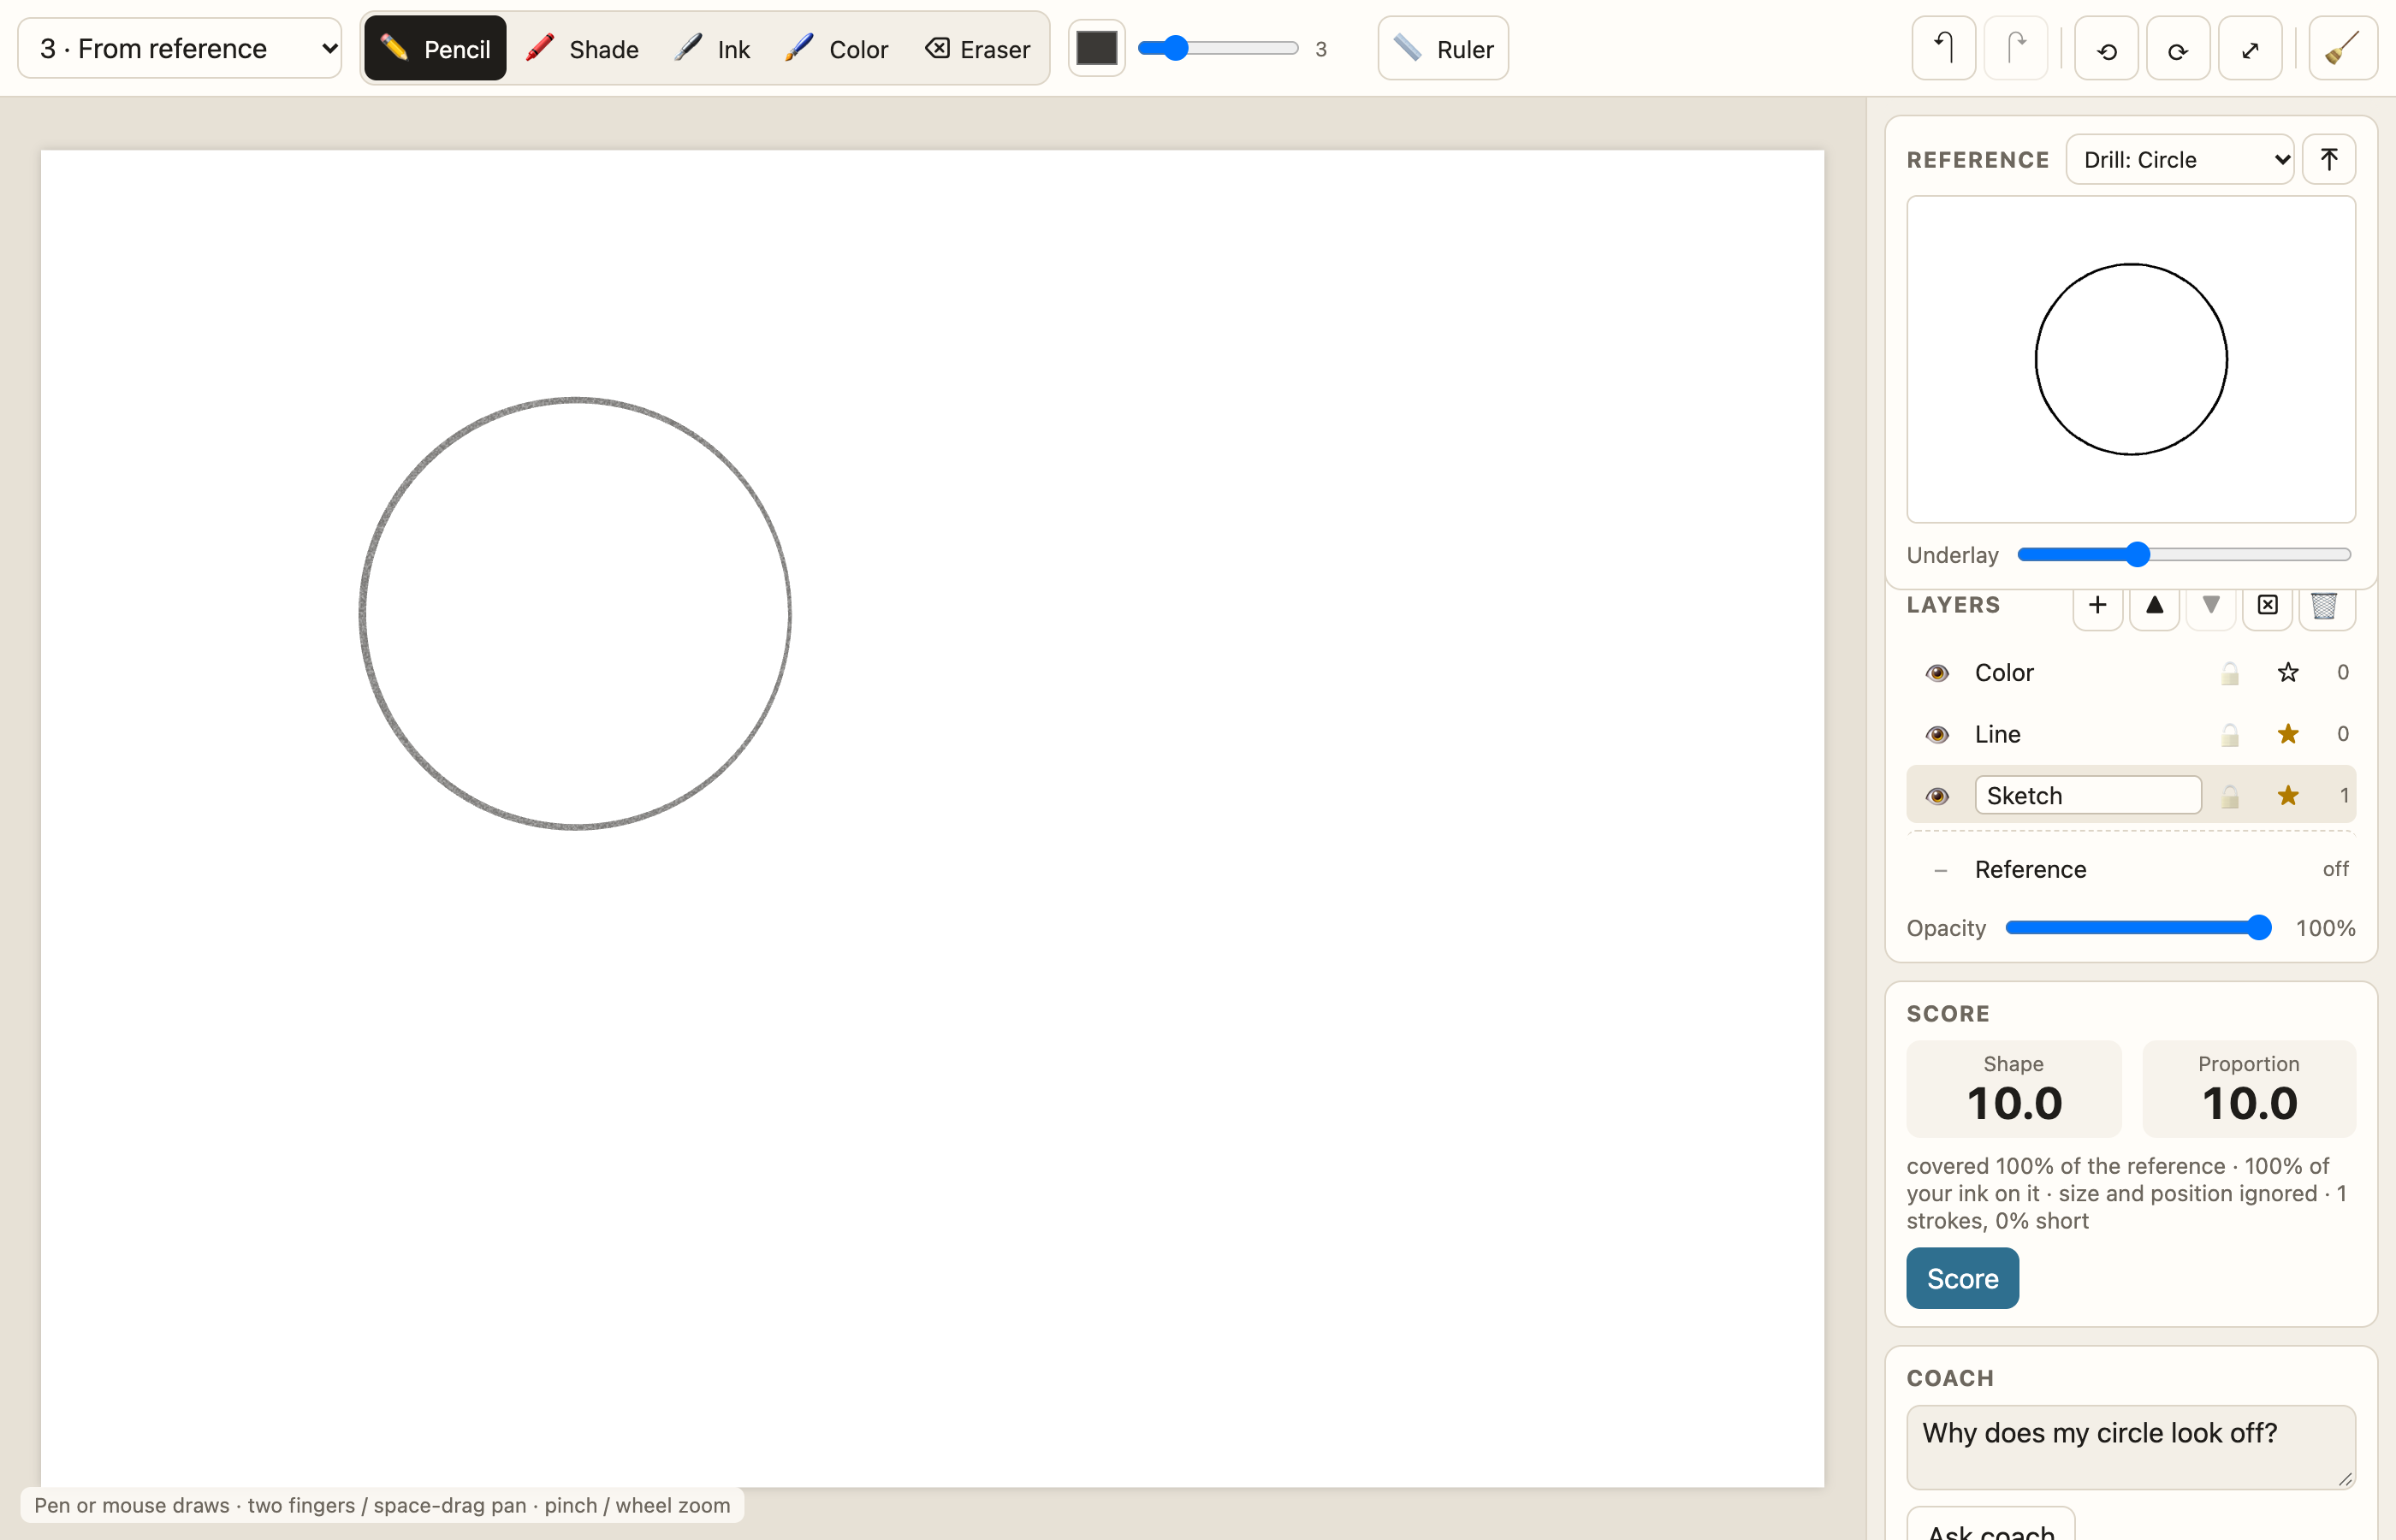 3 · From reference
Pencil
Shade
Ink
Color
Eraser
3
Ruler
REFERENCE
Drill: Circle
Underlay
LAYERS
Color
0
Line
0
Sketch
1
Reference
off
Opacity
100%
SCORE
Shape
Proportion
10.0
10.0
covered 100% of the reference · 100% of
your ink on it · size and position ignored · 1
strokes, 0% short
Score
COACH
Why does my circle look off?
Ask coach
Pen or mouse draws · two fingers / space-drag pan · pinch / wheel zoom